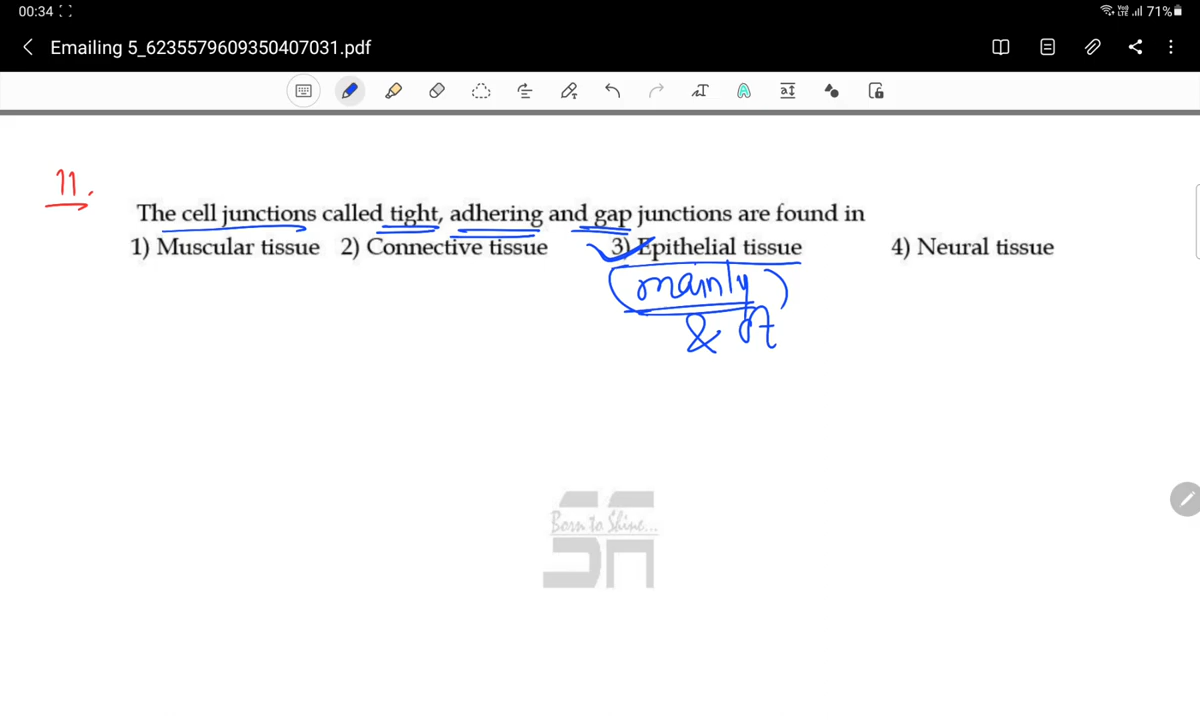 00:34
71%
Emailing 5_6235579609350407031.pdf
11.
The cell junctions called tight, adhering and gap junctions are found in
1) Muscular tissue 2) Connective tissue 3) Epithelial tissue 4) Neural tissue
(mainly)
&
Born to Shine...